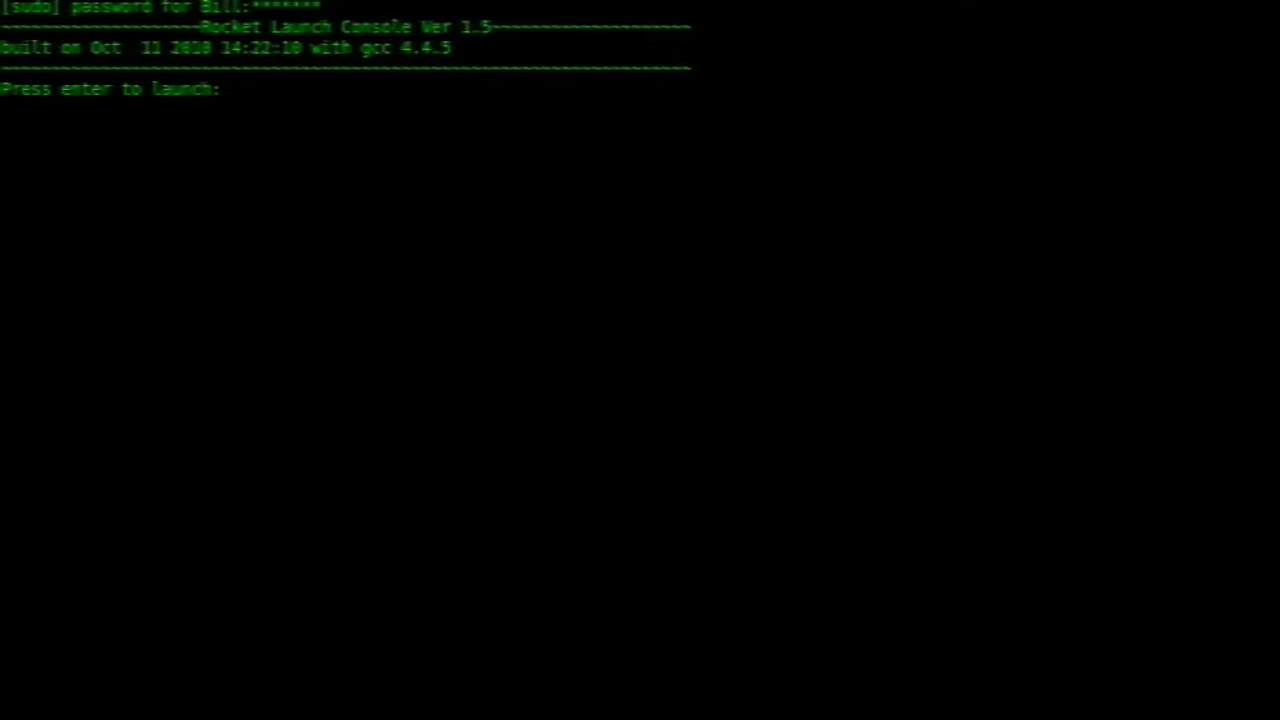 [sudo] password for Bill:*******
~~~~~~~~~~~~~~~~~~~~Rocket Launch Console Ver 1.5~~~~~~~~~~~~~~~~~~~~
built on Oct  11 2010 14:22:10 with gcc 4.4.5
~~~~~~~~~~~~~~~~~~~~~~~~~~~~~~~~~~~~~~~~~~~~~~~~~~~~~~~~~~~~~~~~~~~~~
Press enter to launch: